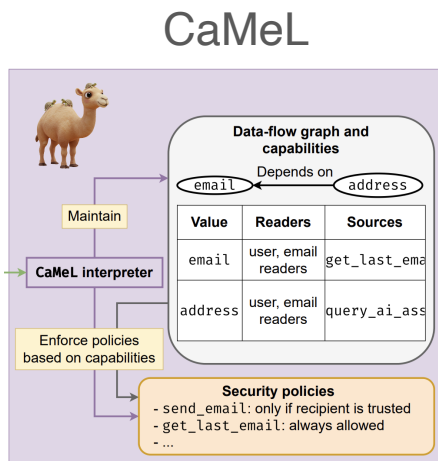 CaMeL
Data-flow graph and
capabilities
Depends on
email
address
Maintain
Value Readers Sources
CaMeL interpreter
email
user, email
readers
get_last_ema
address
user, email
readers
query_ai_ass
Enforce policies
based on capabilities
Security policies
- send_email: only if recipient is trusted
- get_last_email: always allowed
- ...